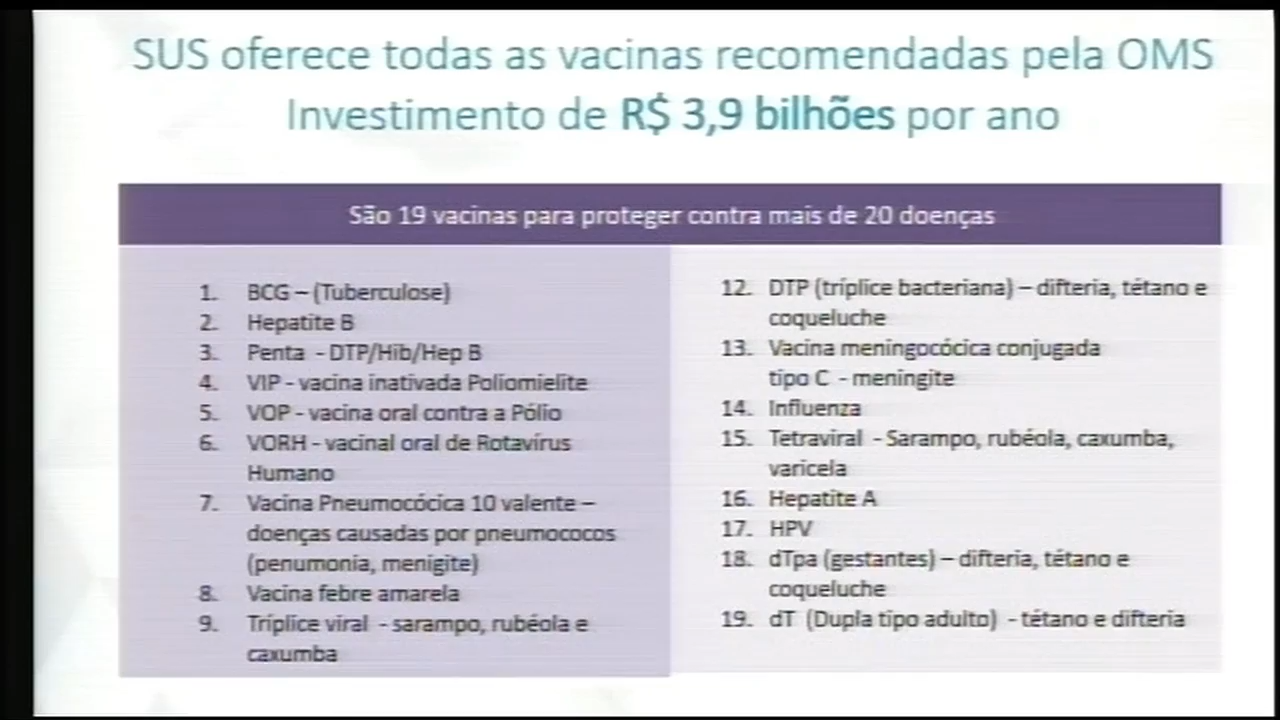 SUS oferece todas as vacinas recomendadas pela OMS
Investimento de R$ 3,9 bilhões por ano
São 19 vacinas para proteger contra mais de 20 doenças
1. BCG – (Tuberculose)
2. Hepatite B
3. Penta - DTP/Hib/Hep B
4. VIP - vacina inativada Poliomielite
5. VOP - vacina oral contra a Pólio
6. VORH - vacinal oral de Rotavírus
Humano
7. Vacina Pneumocócica 10 valente –
doenças causadas por pneumococos
(penumonia, menigite)
8. Vacina febre amarela
9. Tríplice viral - sarampo, rubéola e
caxumba
12. DTP (tríplice bacteriana) – difteria, tétano e
coqueluche
13. Vacina meningocócica conjugada
tipo C - meningite
14. Influenza
15. Tetraviral - Sarampo, rubéola, caxumba,
varicela
16. Hepatite A
17. HPV
18. dTpa (gestantes) – difteria, tétano e
coqueluche
19. dT (Dupla tipo adulto) - tétano e difteria